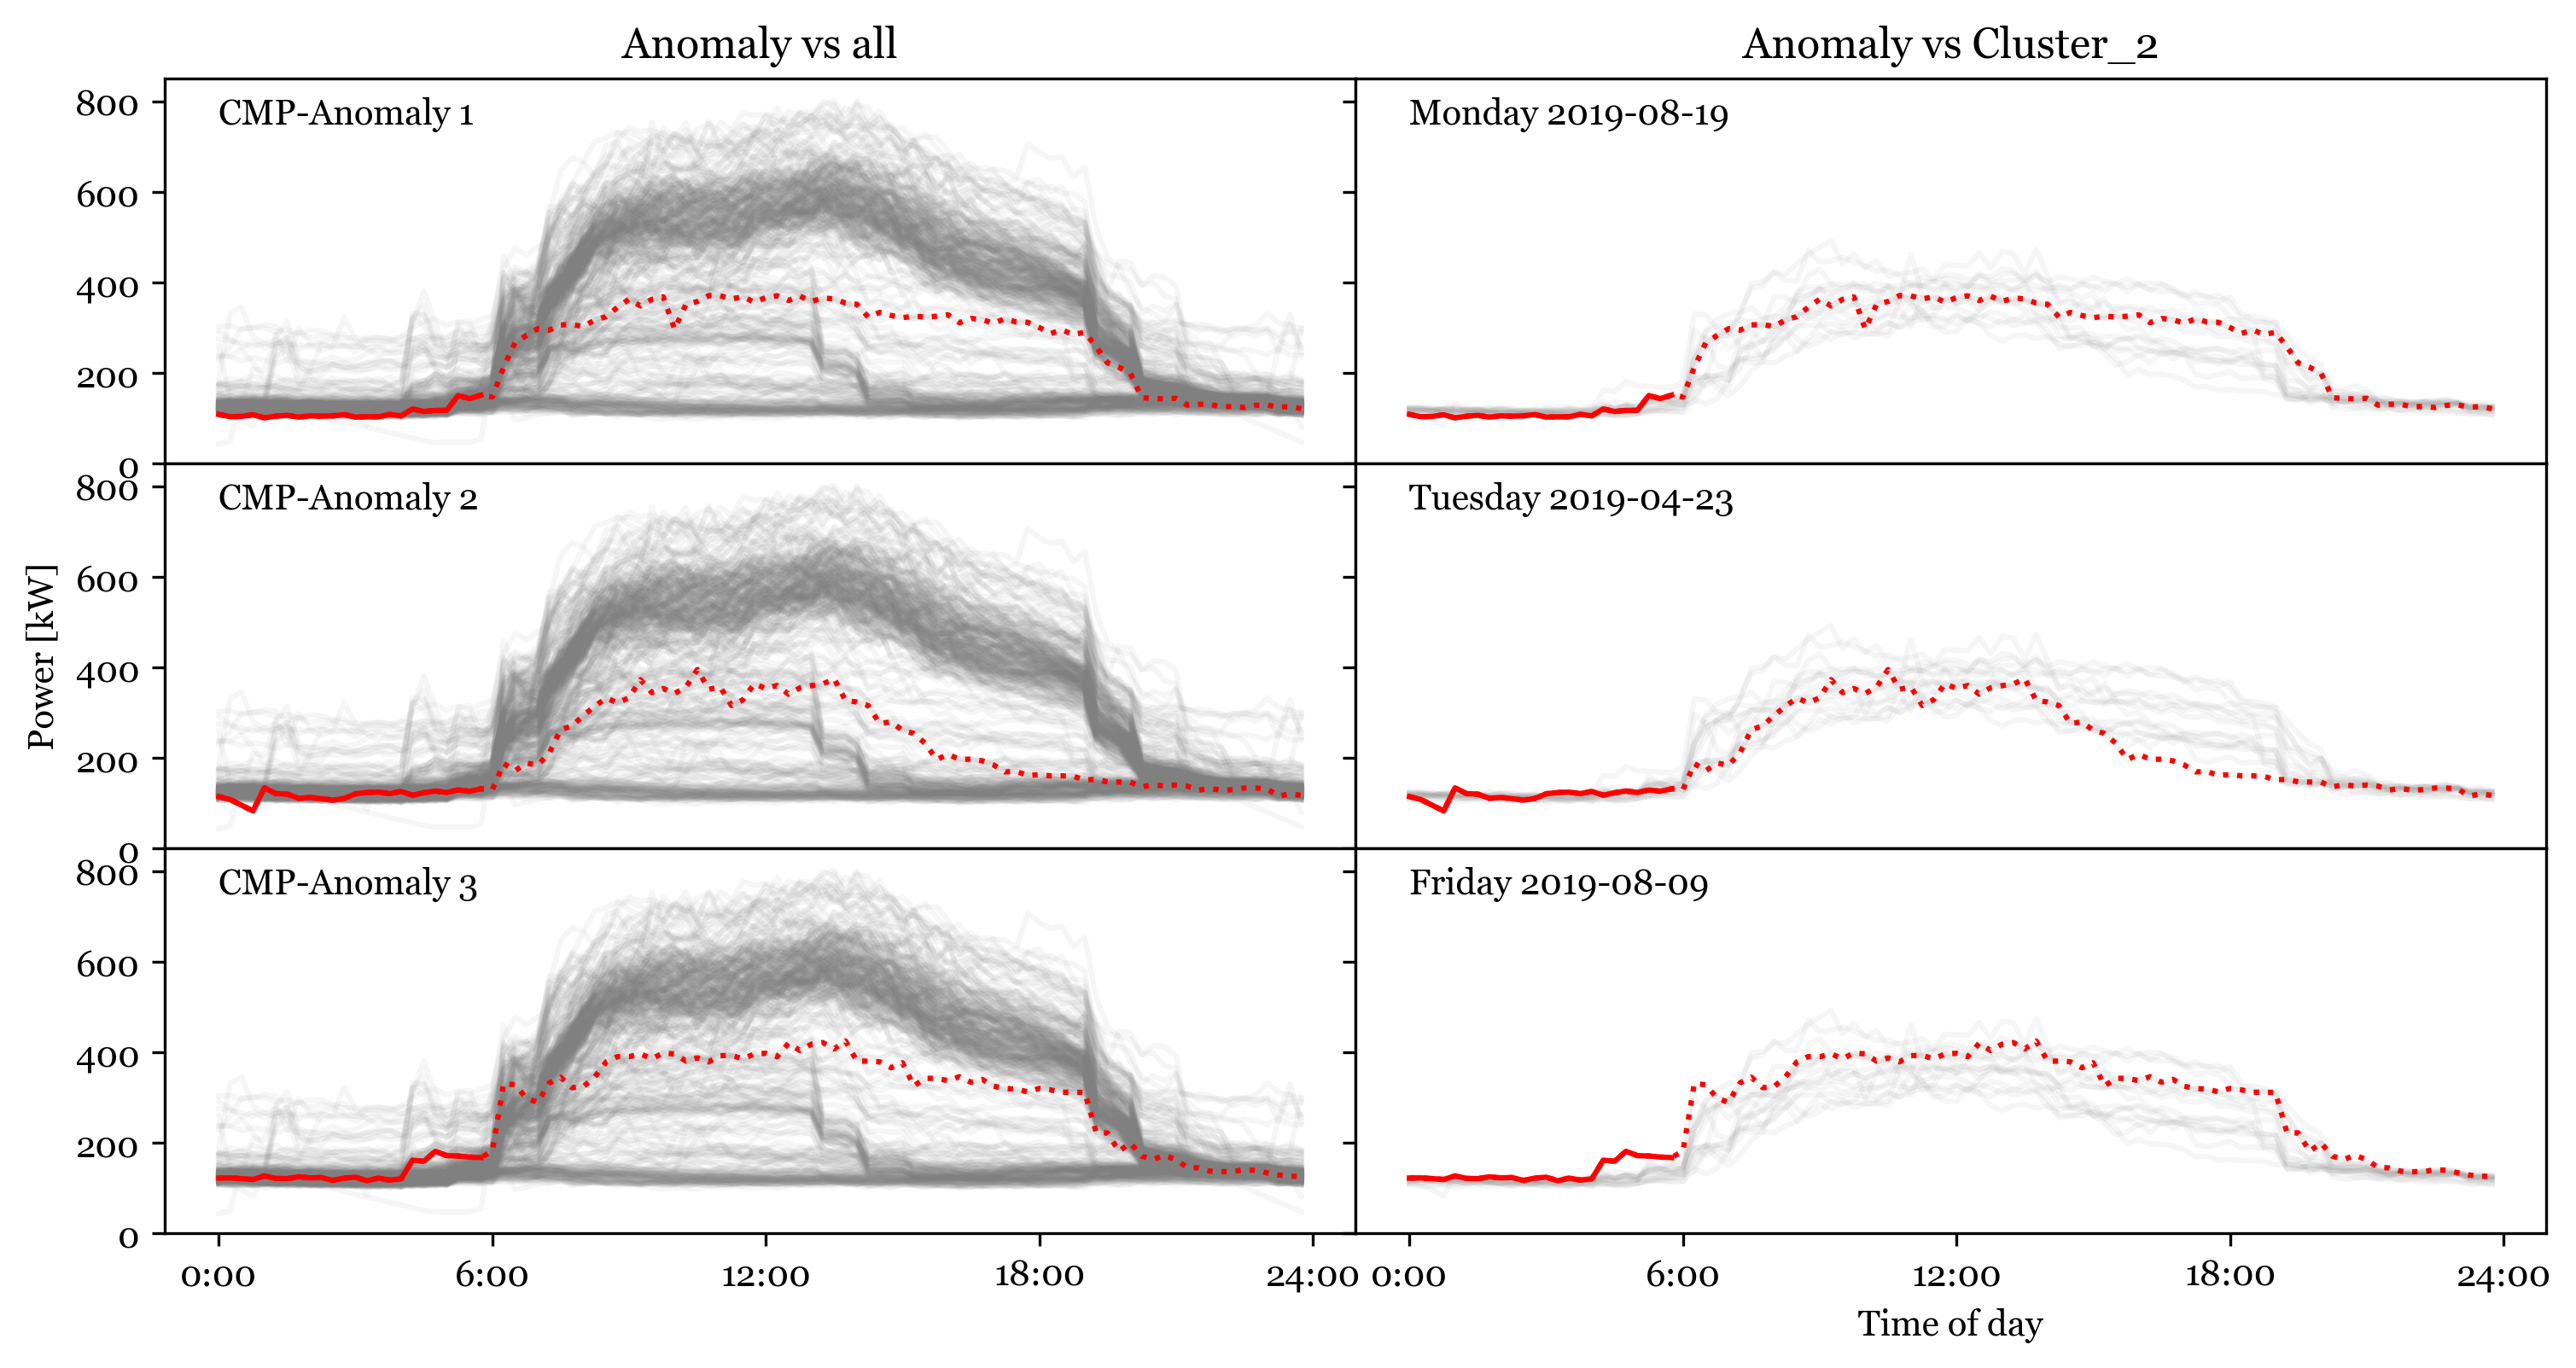 Anomaly vs all
Anomaly vs Cluster_2
800
600
400
200
0
CMP-Anomaly 1
Monday 2019-08-19
800
600
400
200
0
CMP-Anomaly 2
Tuesday 2019-04-23
Power [kW]
800
600
400
200
0
CMP-Anomaly 3
Friday 2019-08-09
0:00 6:00 12:00 18:00 24:00
0:00 6:00 12:00 18:00 24:00
Time of day